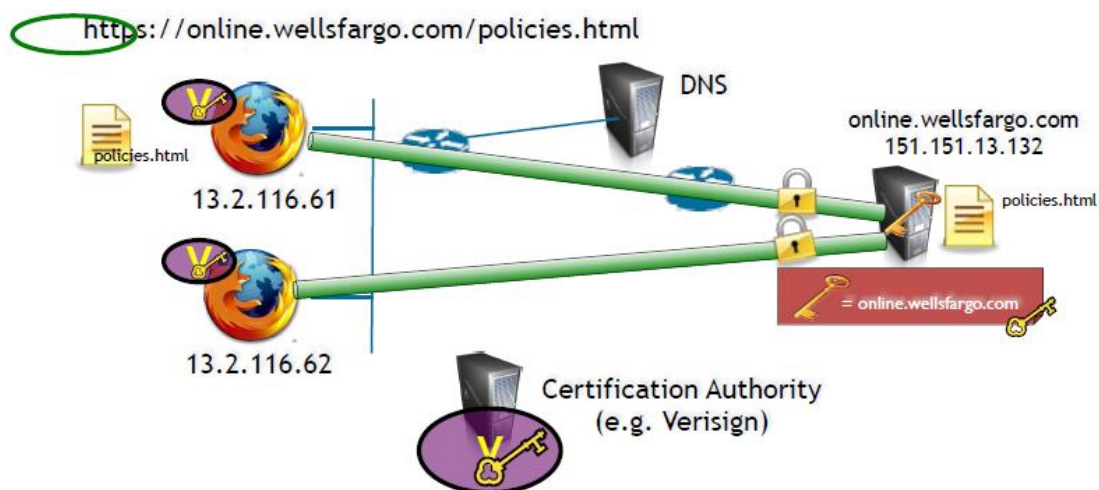 https://online.wellsfargo.com/policies.html
V
DNS
online.wellsfargo.com
151.151.13.132
policies.html
13.2.116.61
policies.html
V
13.2.116.62
= online.wellsfargo.com
Certification Authority
(e.g. Verisign)
V